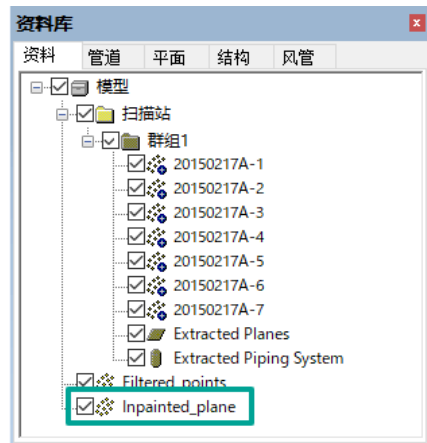 资料库
资料 管道 平面 结构 风管
模型
扫描站
群组1
20150217A-1
20150217A-2
20150217A-3
20150217A-4
20150217A-5
20150217A-6
20150217A-7
Extracted Planes
Extracted Piping System
Filtered_points
Inpainted_plane